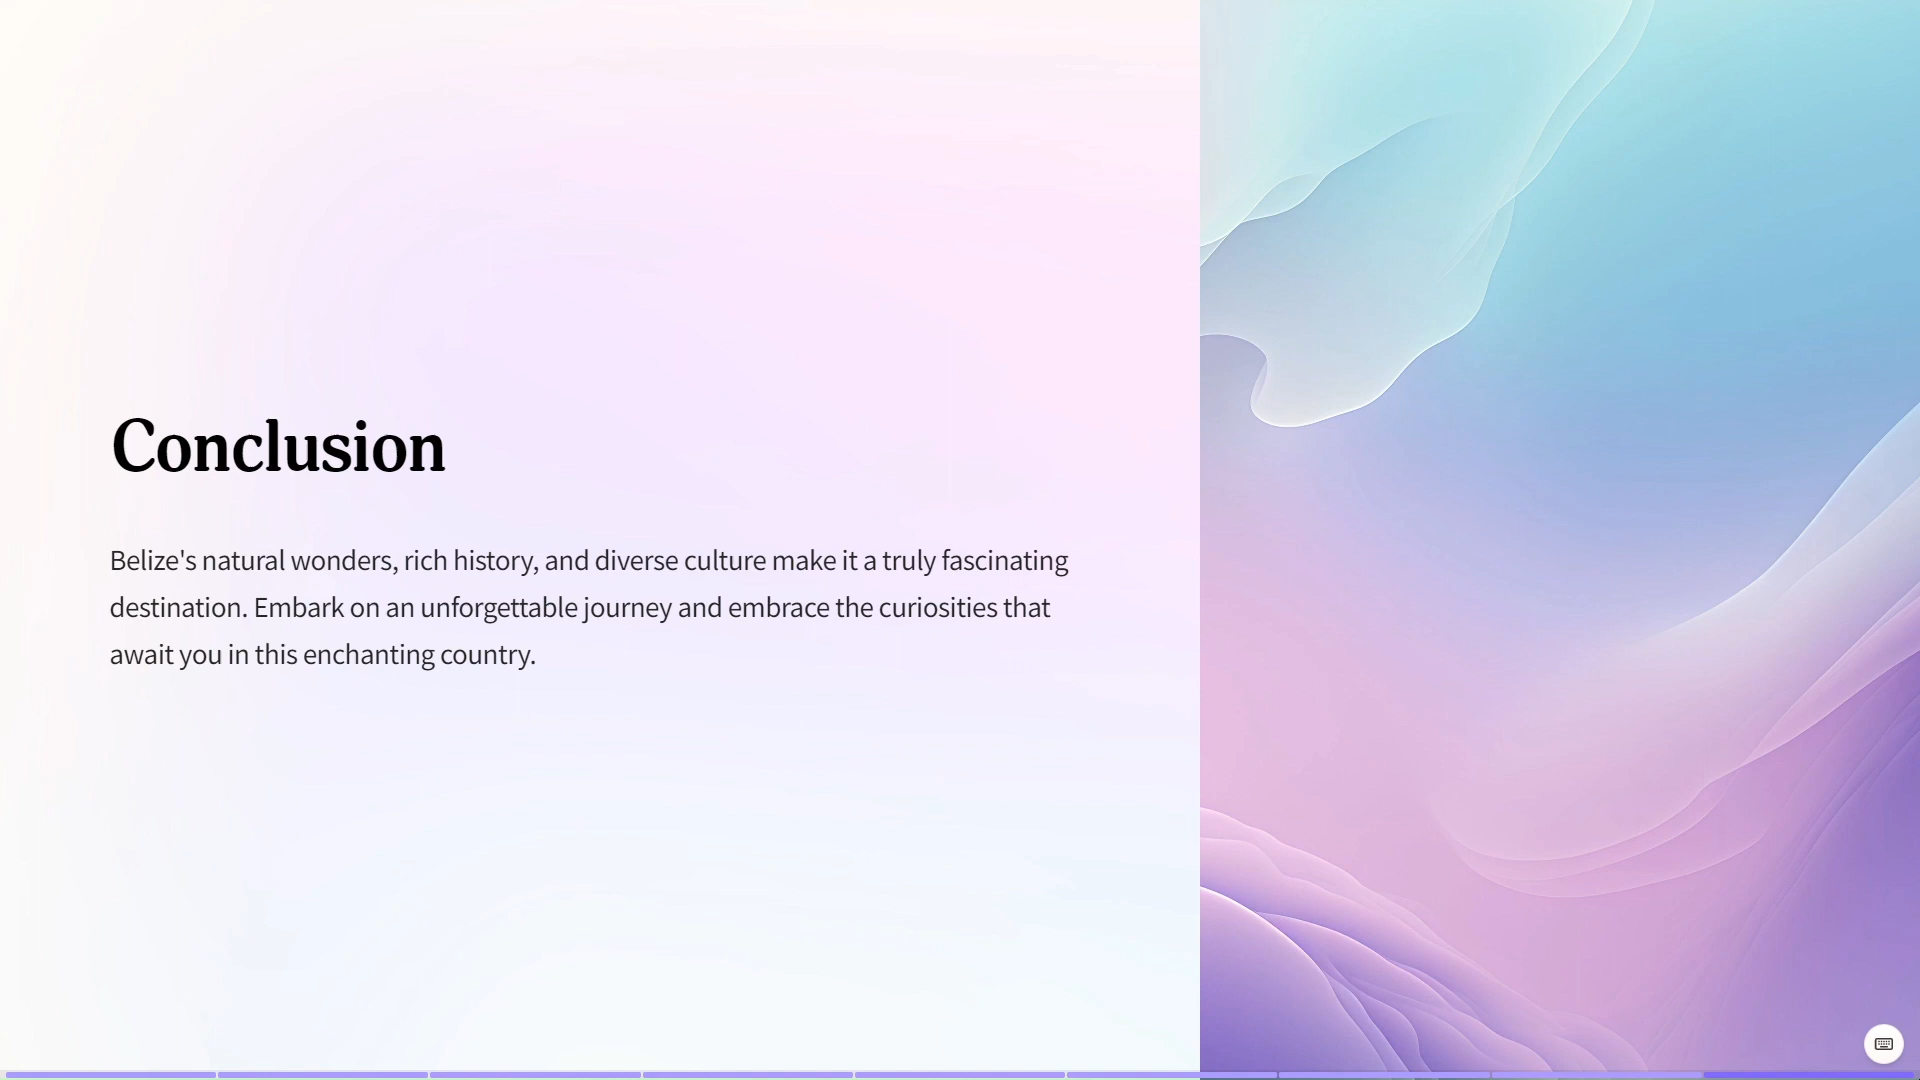 Conclusion
Belize's natural wonders, rich history, and diverse culture make it a truly fascinating
destination. Embark on an unforgettable journey and embrace the curiosities that
await you in this enchanting country.